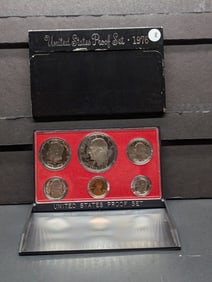 United States Proof Set · 1976
UNITED STATES PROOF SET